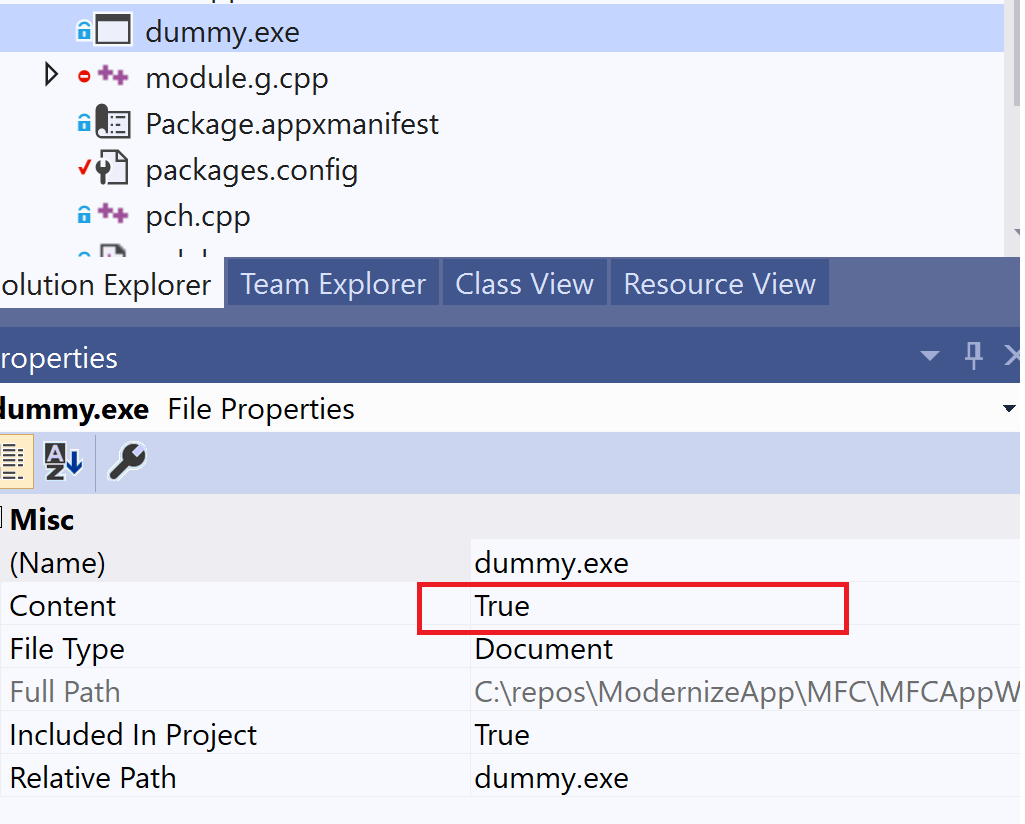 dummy.exe
module.g.cpp
Package.appxmanifest
packages.config
pch.cpp
olution Explorer Team Explorer Class View Resource View
roperties
dummy.exe File Properties
Misc
(Name) dummy.exe
Content True
File Type Document
Full Path C:\repos\ModernizeApp\MFC\MFCAppW
Included In Project True
Relative Path dummy.exe